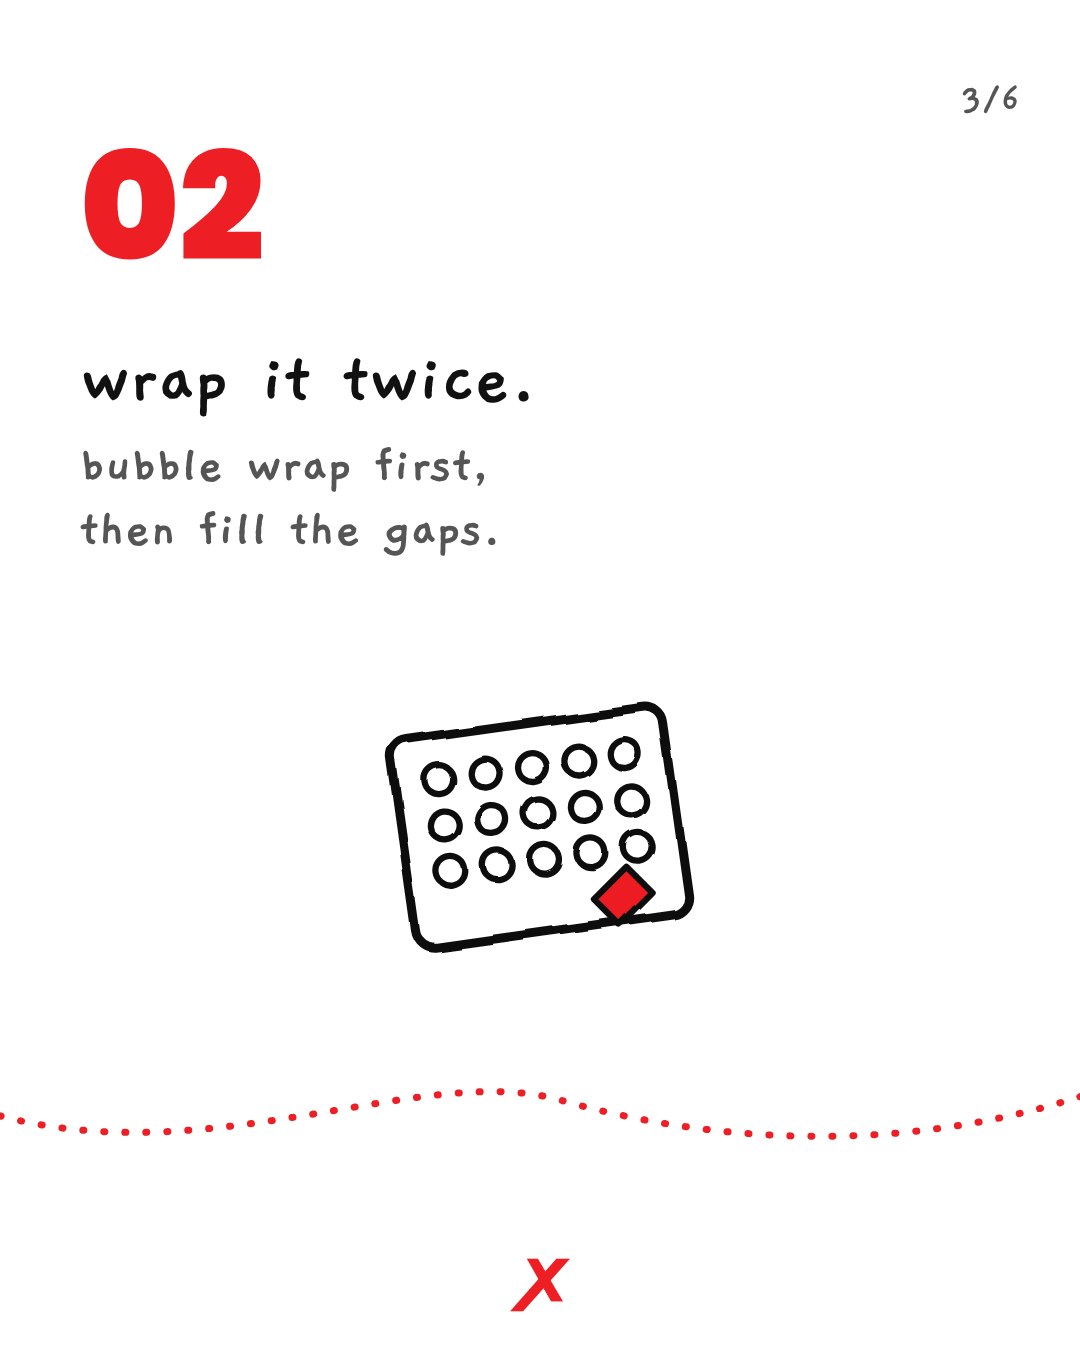 3/6
02
wrap it twice.
bubble wrap first,
then fill the gaps.
X